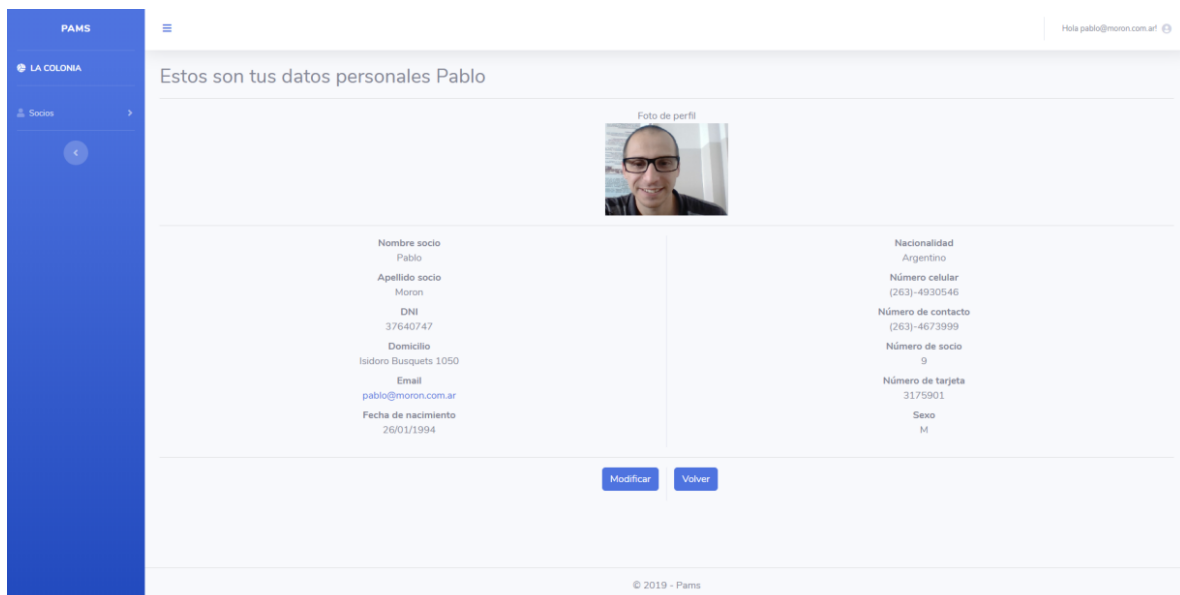 PAMS
Hola pablo@moron.com.ar!
LA COLONIA
Socios
Estos son tus datos personales Pablo
Foto de perfil
Nombre socio
Pablo
Apellido socio
Moron
DNI
37640747
Domicilio
Isidoro Busquets 1050
Email
pablo@moron.com.ar
Fecha de nacimiento
26/01/1994
Nacionalidad
Argentino
Número celular
(263)-4930546
Número de contacto
(263)-4673999
Número de socio
9
Número de tarjeta
3175901
Sexo
M
Modificar
Volver
© 2019 - Pams